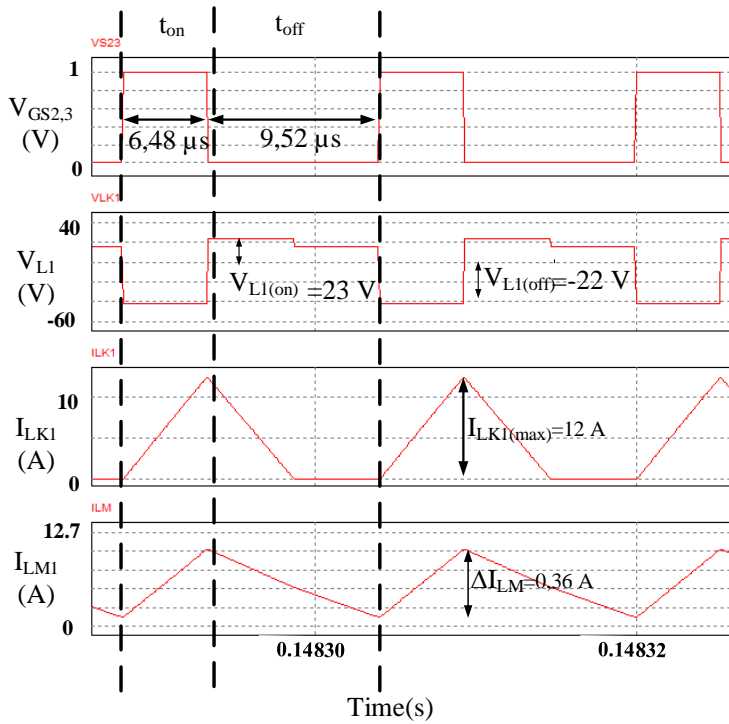 t_on t_off
VS23
1
V_GS2,3
(V)
6,48 µs 9,52 µs
0
VLK1
40
V_L1
(V)
V_L1(on) =23 V V_L1(off)=-22 V
-60
ILK1
10
I_LK1
(A)
I_LK1(max)=12 A
0
ILM
12.7
I_LM1
(A)
ΔI_LM=0,36 A
0
0.14830 0.14832
Time(s)